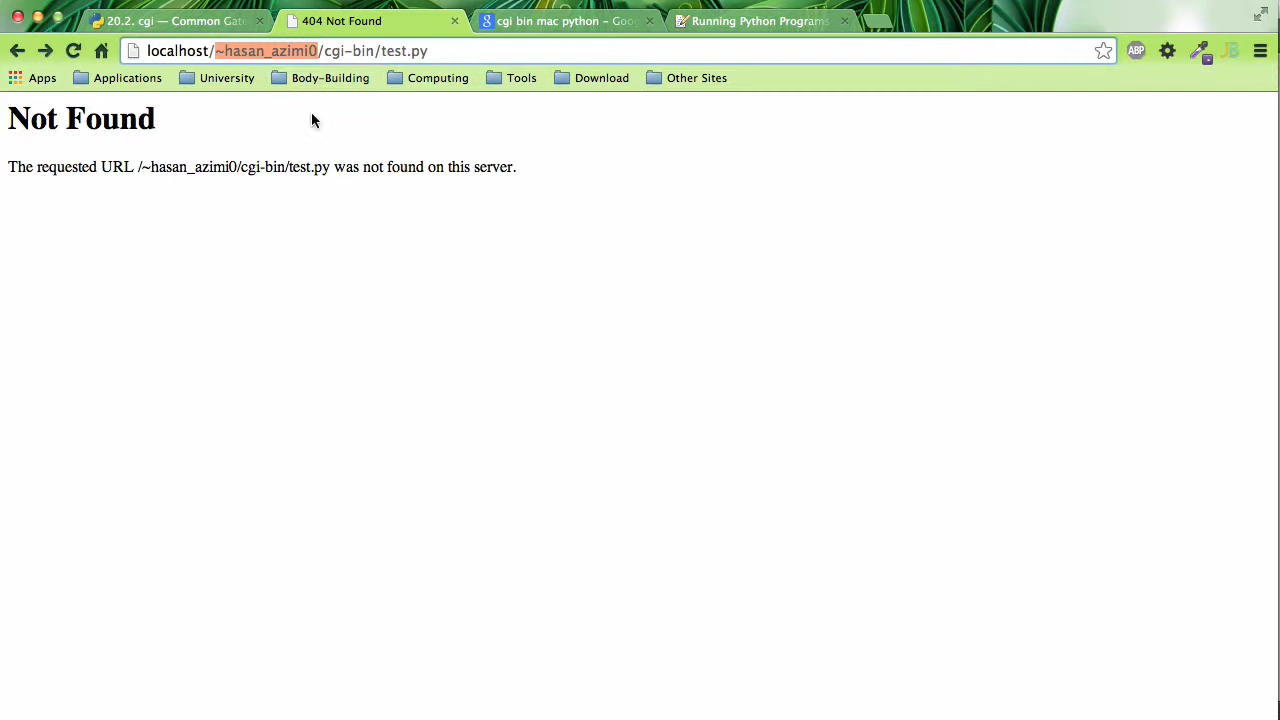 20.2. cgi — Common Gate
404 Not Found
cgi bin mac python - Goo
Running Python Programs
localhost/~hasan_azimi0/cgi-bin/test.py
ABP
JB
Apps
Applications
University
Body-Building
Computing
Tools
Download
Other Sites
Not Found
The requested URL /~hasan_azimi0/cgi-bin/test.py was not found on this server.